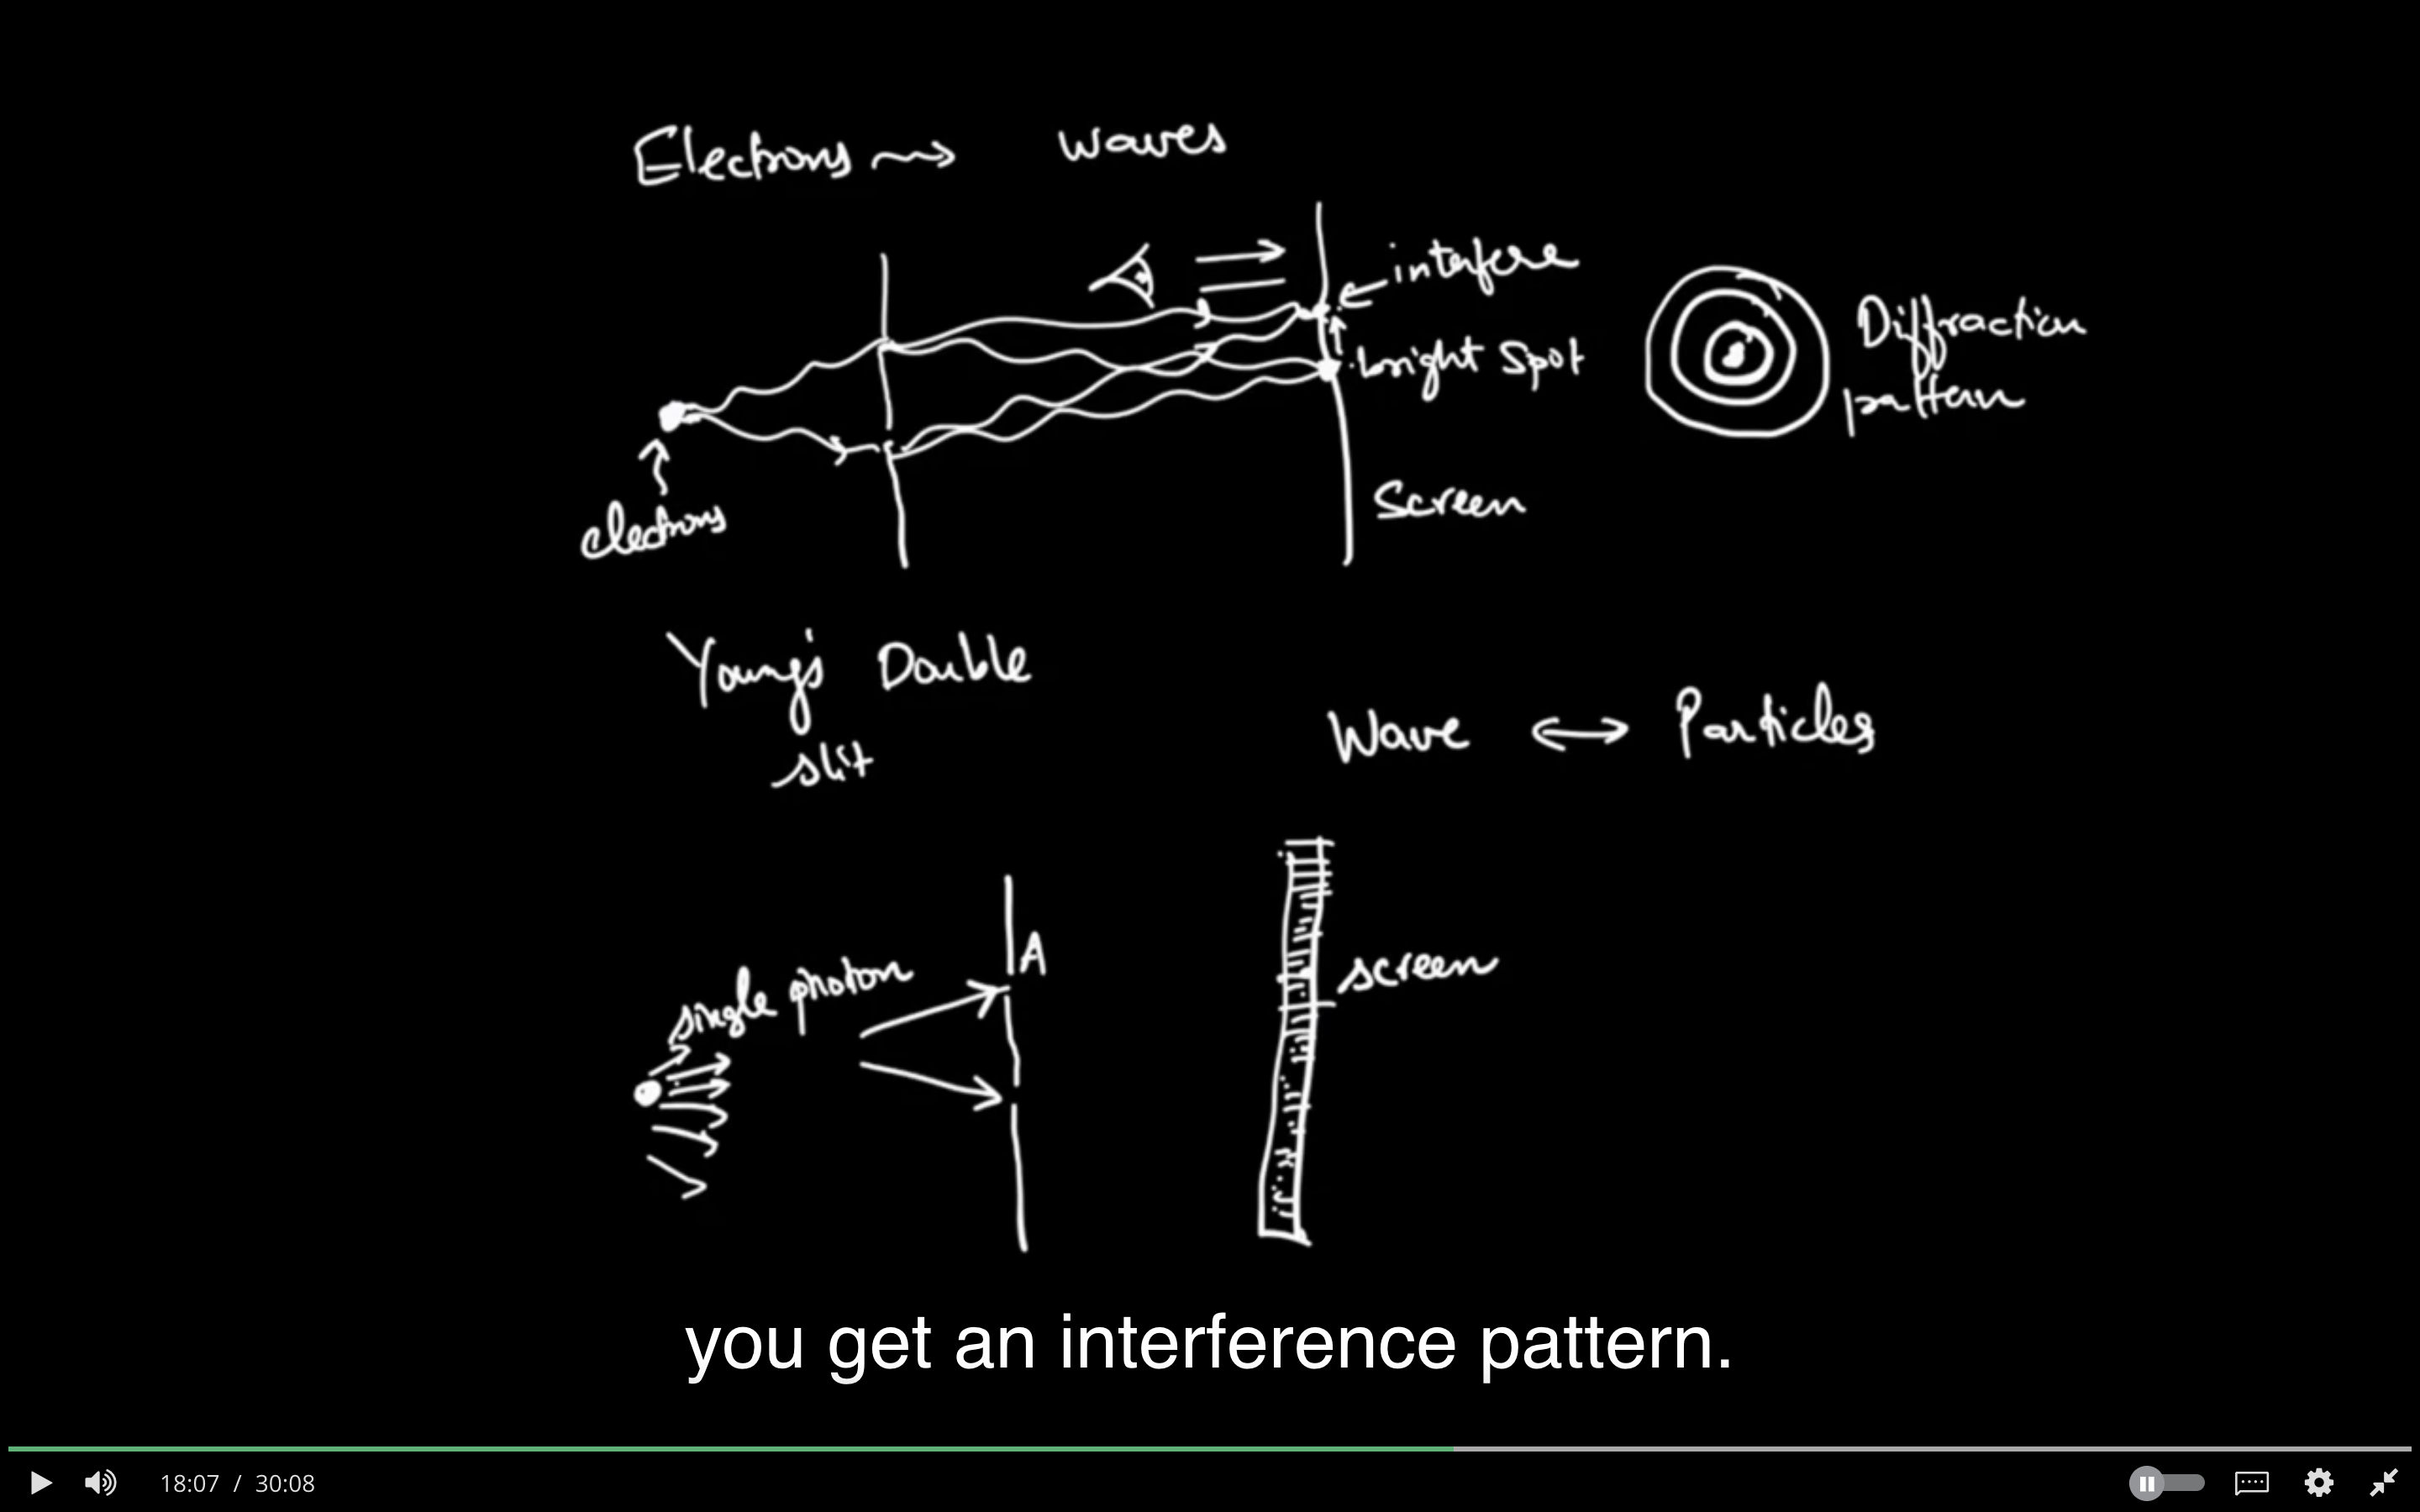 Electrons → waves
interfere
bright spot
Diffraction
pattern
electrons
Screen
Young's Double
slit
Wave ↔ Particles
A
single photon
screen
you get an interference pattern.
18:07 / 30:08